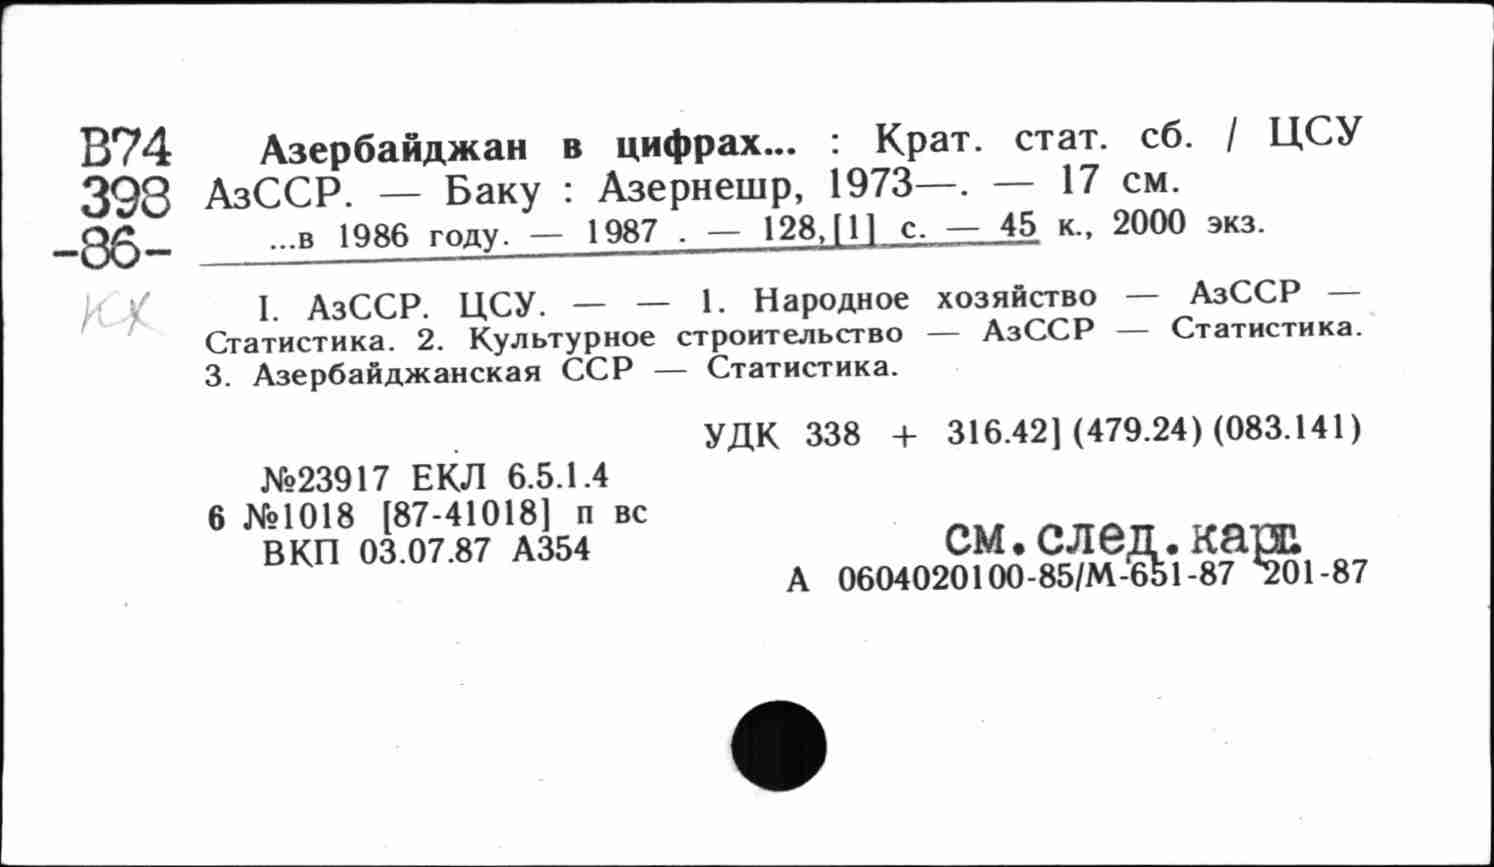 В74 Азербайджан в цифрах... : Крат. стат. сб. / ЦСУ
398 АзССР. — Баку : Азернешр, 1973—. — 17 см.
-86- ...в 1986 году. — 1987 . — 128,[1] с. — 45 к., 2000 экз.
кх I. АзССР. ЦСУ. — — 1. Народное хозяйство — АзССР —
Статистика. 2. Культурное строительство — АзССР — Статистика.
3. Азербайджанская ССР — Статистика.
УДК 338 + 316.42] (479.24) (083.141)
№23917 ЕКЛ 6.5.1.4
6 №1018 [87-41018] п вс
ВКП 03.07.87 А354
см.след.карт.
А 0604020100-85/М-651-87 201-87